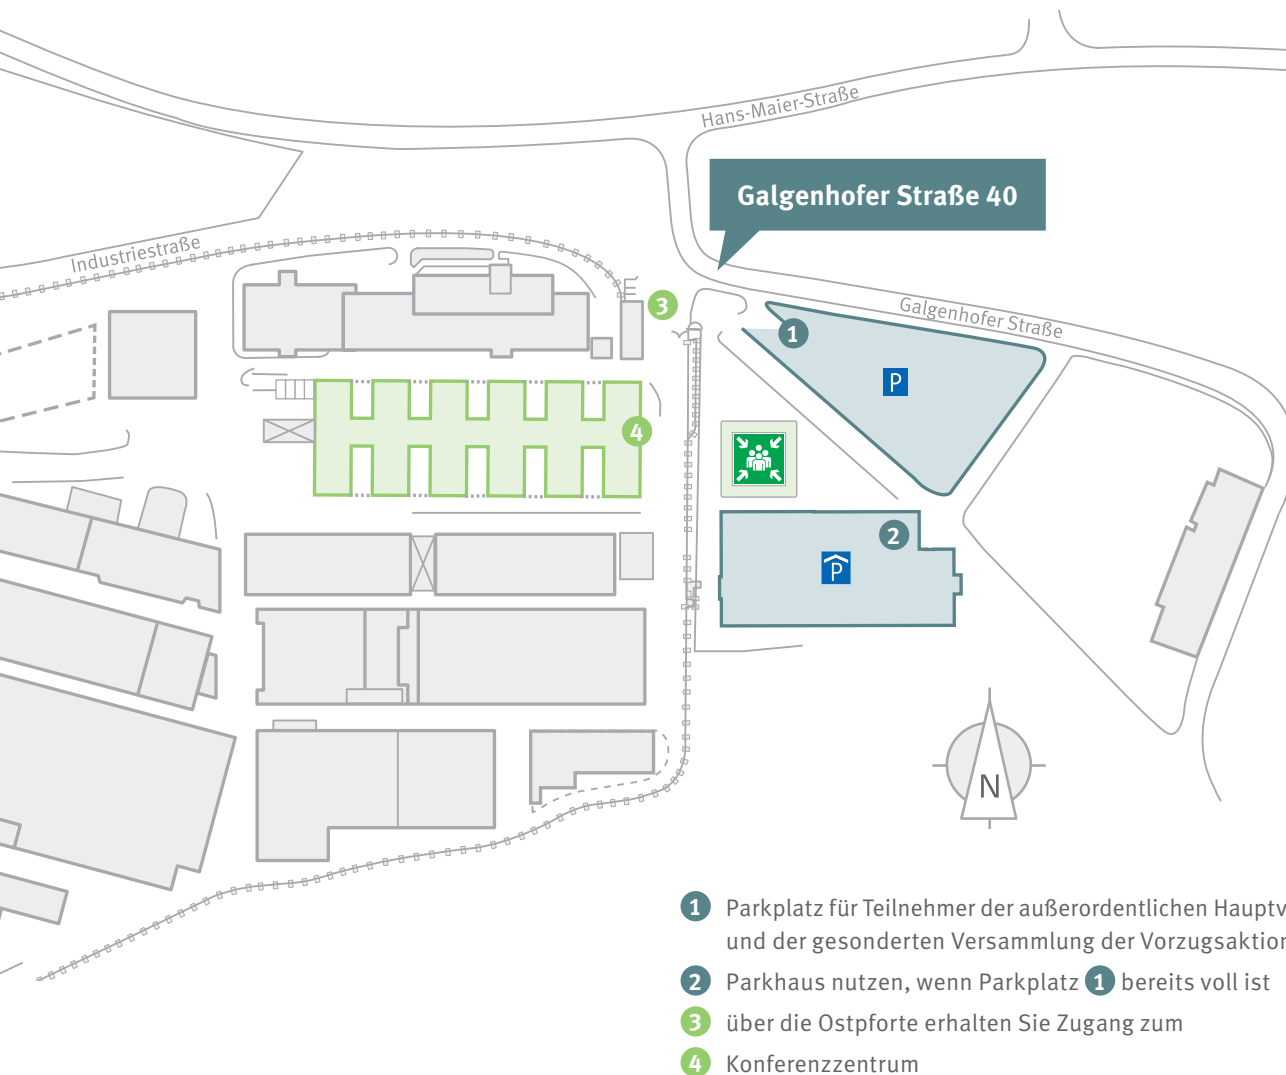 Hans-Maier-Straße
Galgenhofer Straße 40
Industriestraße
3
Galgenhofer Straße
1
P
4
2
P
N
1 Parkplatz für Teilnehmer der außerordentlichen Hauptv
und der gesonderten Versammlung der Vorzugsaktion
2 Parkhaus nutzen, wenn Parkplatz 1 bereits voll ist
3 über die Ostpforte erhalten Sie Zugang zum
4 Konferenzzentrum